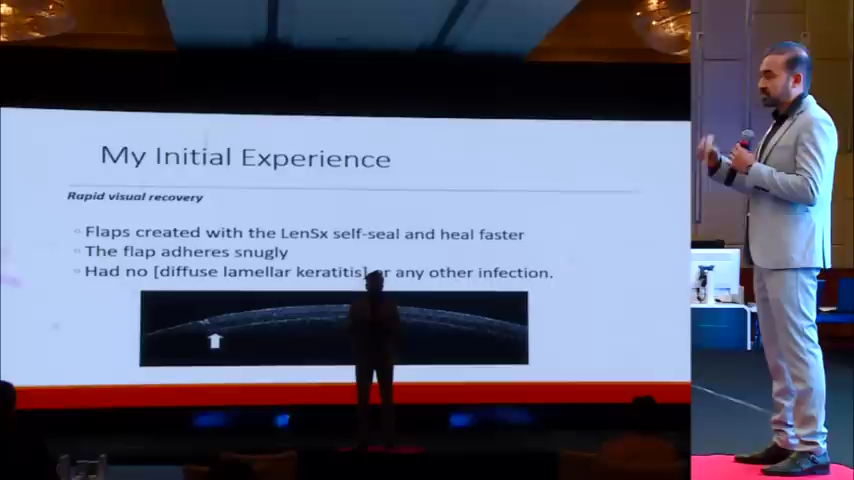 My Initial Experience
Rapid visual recovery
Flaps created with the LenSx self-seal and heal faster
The flap adheres snugly
Had no [diffuse lamellar keratitis] or any other infection.